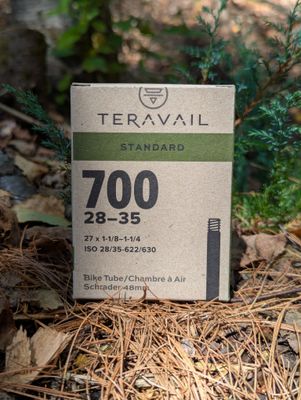 TERAVAIL
STANDARD
700
28–35
27 x 1-1/8–1-1/4
ISO 28/35-622/630
Bike Tube/Chambre à Air
Schrader 48mm